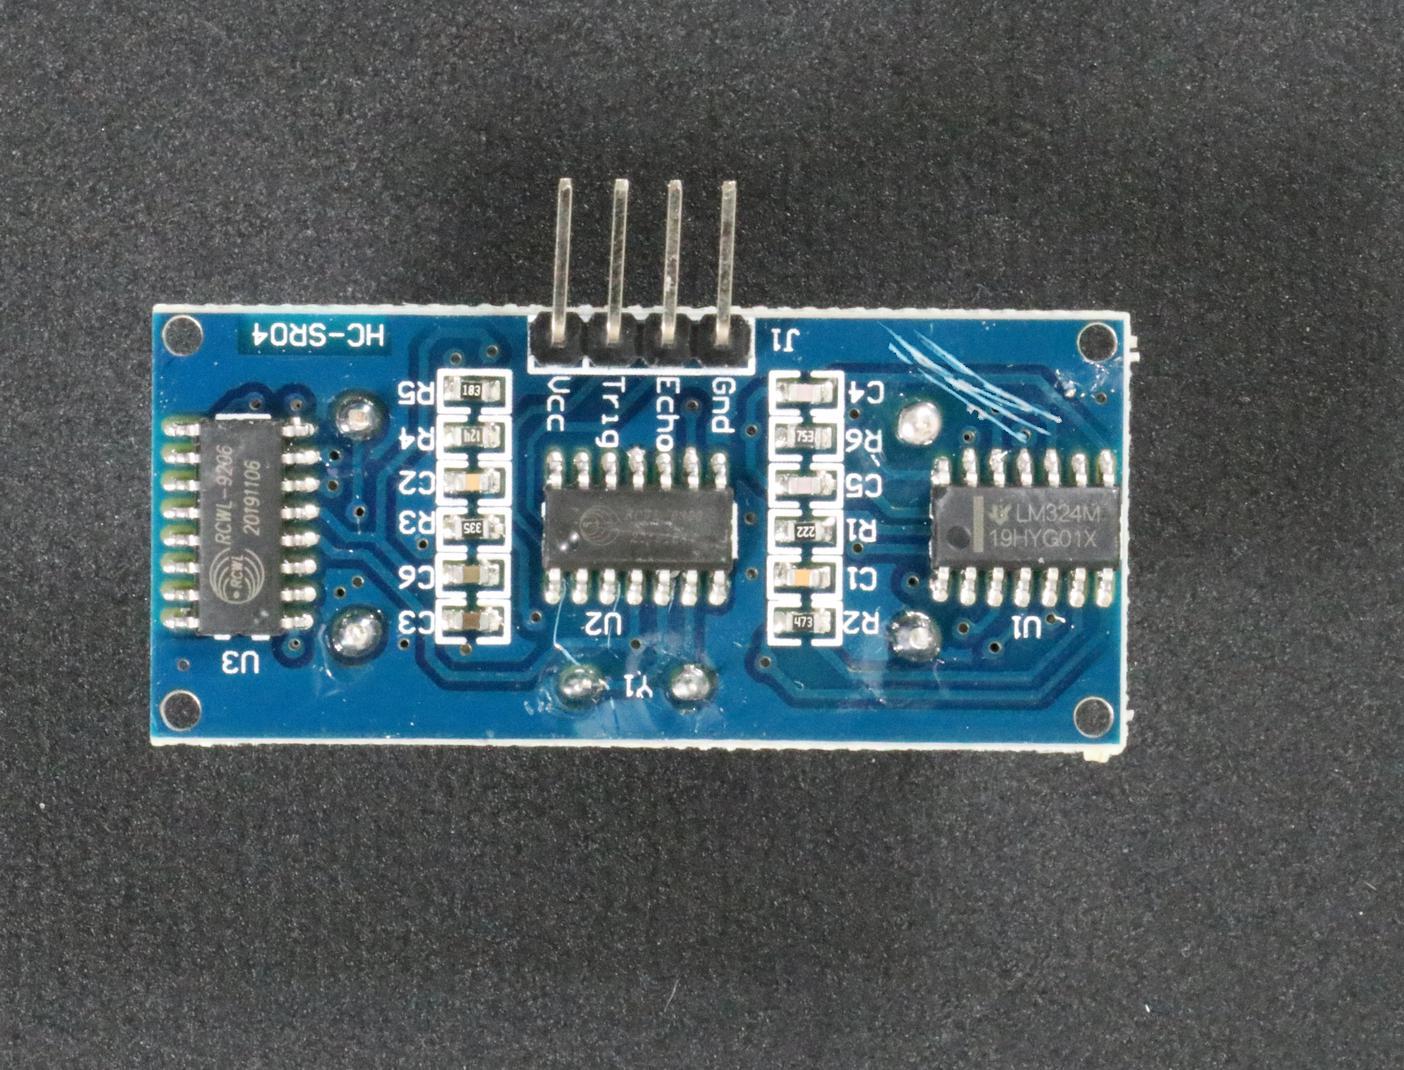 HC-SR04
J1
Vcc
Trig
Echo
Gnd
R5
183
R4
124
C2
R3
335
C6
C3
C4
R6
753
C5
R1
222
C1
R2
473
RCWL-9206
20191106
RCWL
U3
U2
Y1
LM324M
19HYG01X
U1